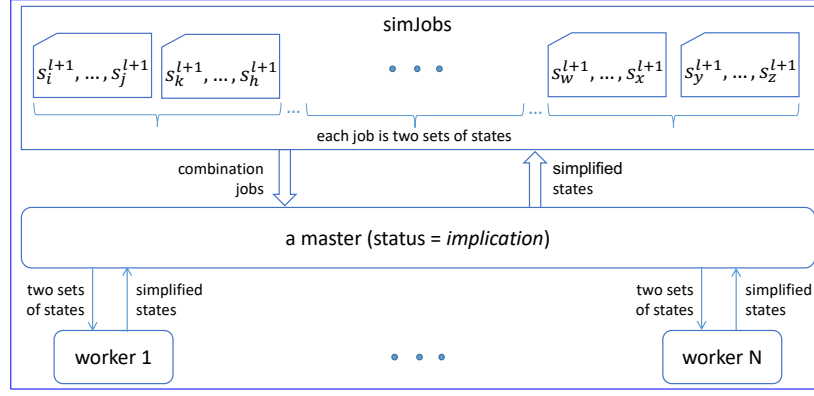 simJobs
s_i^{l+1}, ..., s_j^{l+1} s_k^{l+1}, ..., s_h^{l+1} • • • s_w^{l+1}, ..., s_x^{l+1} s_y^{l+1}, ..., s_z^{l+1}
... ...
each job is two sets of states
combination
jobs
simplified
states
a master (status = implication)
two sets
of states
simplified
states
two sets
of states
simplified
states
worker 1 • • • worker N